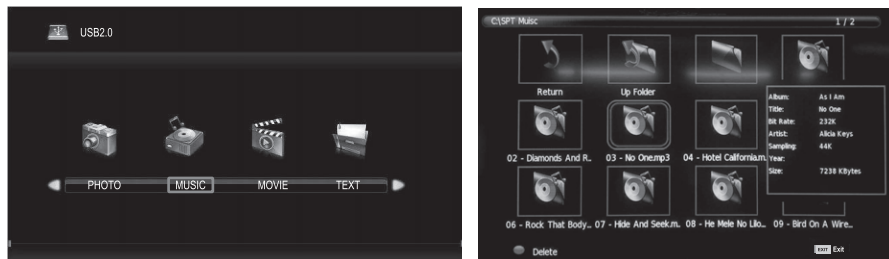 USB2.0
PHOTO MUSIC MOVIE TEXT
C:\SPT Muisc 1 / 2
Return Up Folder
Album: As I Am
Title: No One
Bit Rate: 232K
Artist: Alicia Keys
Sampling: 44K
Year:
Size: 7238 KBytes
02 - Diamonds And R.. 03 - No One.mp3 04 - Hotel California.m.
06 - Rock That Body.. 07 - Hide And Seek.m.. 08 - He Mele No Lilo.. 09 - Bird On A Wire..
Delete EXIT Exit